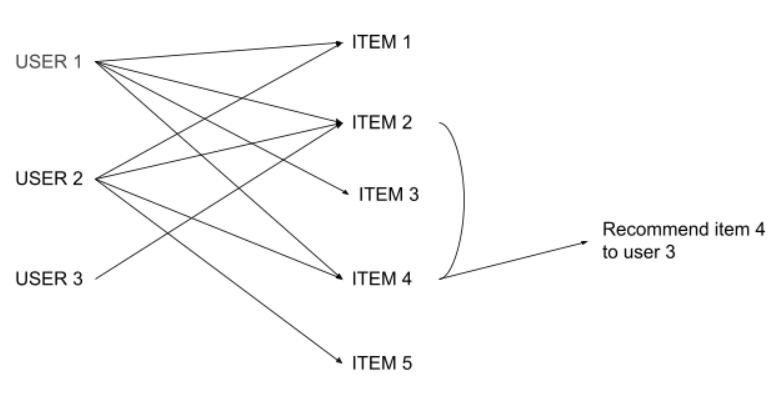 USER 1
USER 2
USER 3
ITEM 1
ITEM 2
ITEM 3
ITEM 4
ITEM 5
Recommend item 4
to user 3